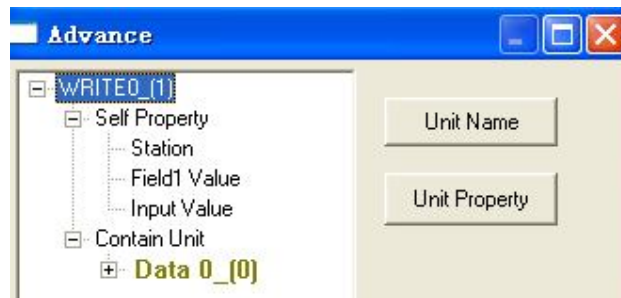 Advance
WRITE0_(1)
Self Property
Station
Field1 Value
Input Value
Contain Unit
Data 0_(0)
Unit Name
Unit Property